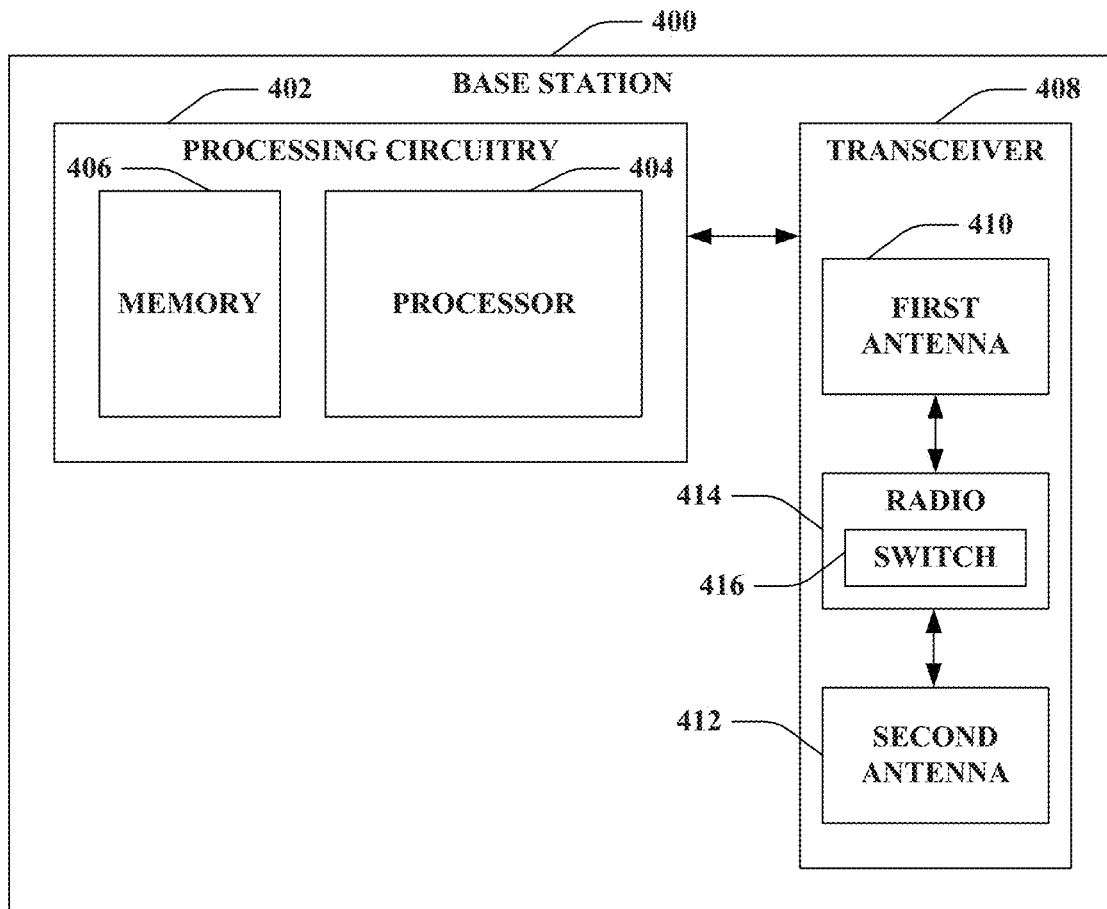 400
BASE STATION
402
408
PROCESSING CIRCUITRY
TRANSCEIVER
406
404
410
MEMORY
PROCESSOR
FIRST
ANTENNA
414
RADIO
SWITCH
416
412
SECOND
ANTENNA